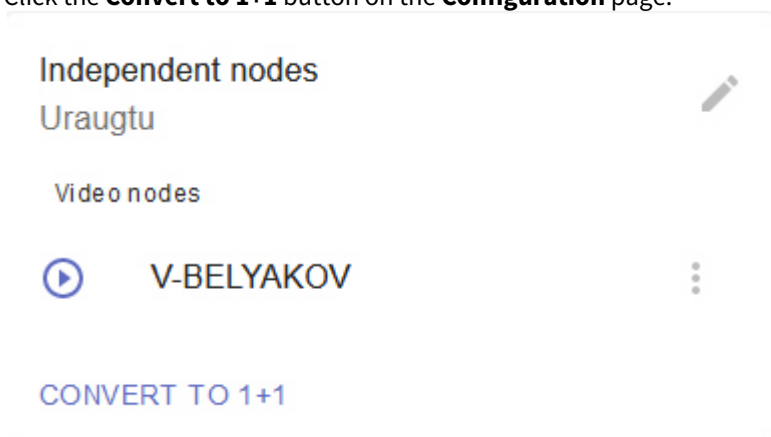 Click the Convert to 1+1 button on the Configuration page.
Independent nodes
Uraugtu
Video nodes
V-BELYAKOV
CONVERT TO 1+1